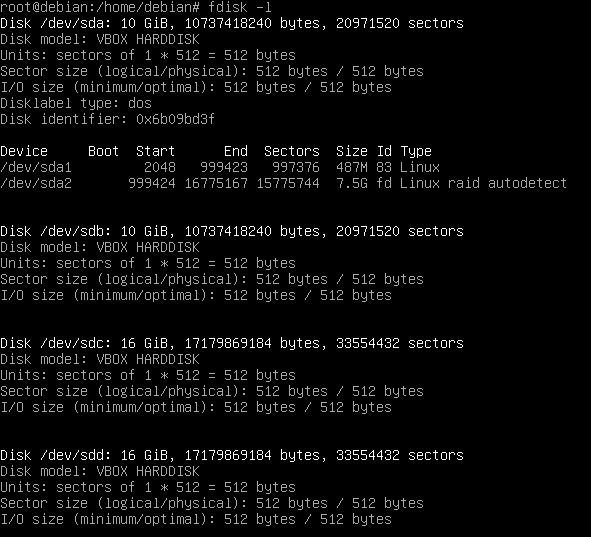 root@debian:/home/debian# fdisk -l
Disk /dev/sda: 10 GiB, 10737418240 bytes, 20971520 sectors
Disk model: VBOX HARDDISK
Units: sectors of 1 * 512 = 512 bytes
Sector size (logical/physical): 512 bytes / 512 bytes
I/O size (minimum/optimal): 512 bytes / 512 bytes
Disklabel type: dos
Disk identifier: 0x6b09bd3f
Device     Boot  Start      End  Sectors  Size Id Type
/dev/sda1         2048   999423   997376  487M 83 Linux
/dev/sda2       999424 16775167 15775744  7.5G fd Linux raid autodetect
Disk /dev/sdb: 10 GiB, 10737418240 bytes, 20971520 sectors
Disk model: VBOX HARDDISK
Units: sectors of 1 * 512 = 512 bytes
Sector size (logical/physical): 512 bytes / 512 bytes
I/O size (minimum/optimal): 512 bytes / 512 bytes
Disk /dev/sdc: 16 GiB, 17179869184 bytes, 33554432 sectors
Disk model: VBOX HARDDISK
Units: sectors of 1 * 512 = 512 bytes
Sector size (logical/physical): 512 bytes / 512 bytes
I/O size (minimum/optimal): 512 bytes / 512 bytes
Disk /dev/sdd: 16 GiB, 17179869184 bytes, 33554432 sectors
Disk model: VBOX HARDDISK
Units: sectors of 1 * 512 = 512 bytes
Sector size (logical/physical): 512 bytes / 512 bytes
I/O size (minimum/optimal): 512 bytes / 512 bytes